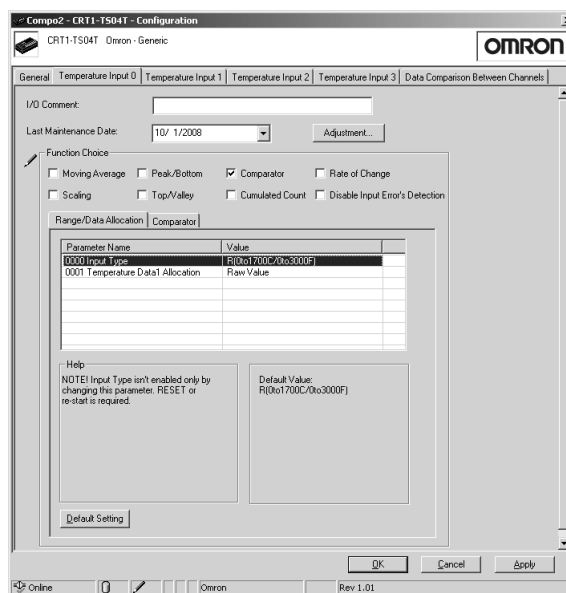 Compo2 - CRT1-TS04T - Configuration
CRT1-TS04T Omron - Generic
OMRON
General Temperature Input 0 Temperature Input 1 Temperature Input 2 Temperature Input 3 Data Comparison Between Channels
I/O Comment:
Last Maintenance Date: 10/ 1/2008 Adjustment...
Function Choice
Moving Average Peak/Bottom Comparator Rate of Change
Scaling Top/Valley Cumulated Count Disable Input Error's Detection
Range/Data Allocation Comparator
Parameter Name Value
0000 Input Type R(0to1700C/0to3000F)
0001 Temperature Data1 Allocation Raw Value
Help
NOTE! Input Type isn't enabled only by
changing this parameter. RESET or
re-start is required.
Default Value:
R(0to1700C/0to3000F)
Default Setting
OK Cancel Apply
Online Omron Rev 1.01